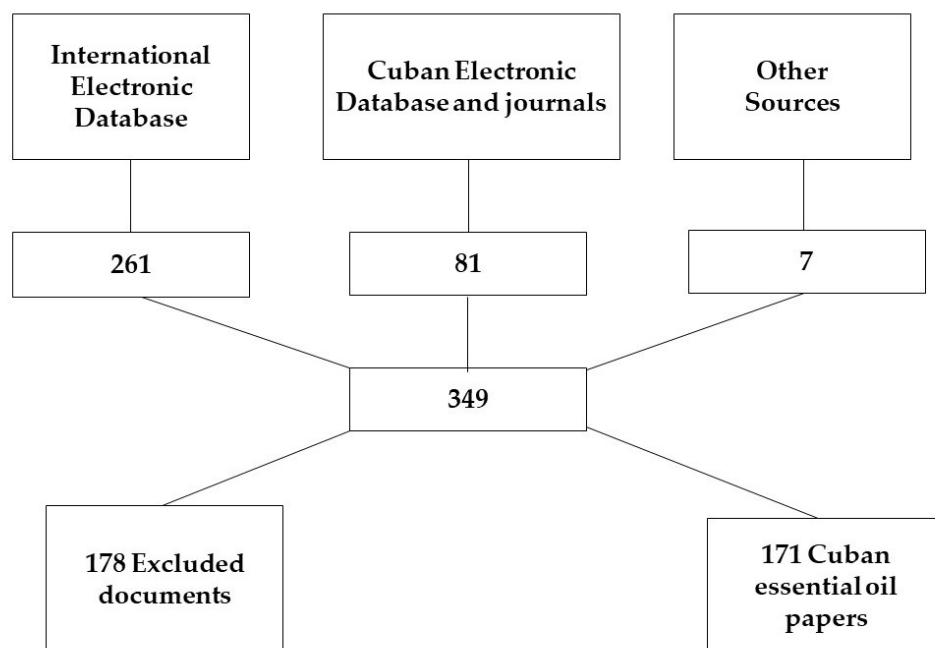 International
Electronic
Database
Cuban Electronic
Database and journals
Other
Sources
261
81
7
349
178 Excluded
documents
171 Cuban
essential oil
papers